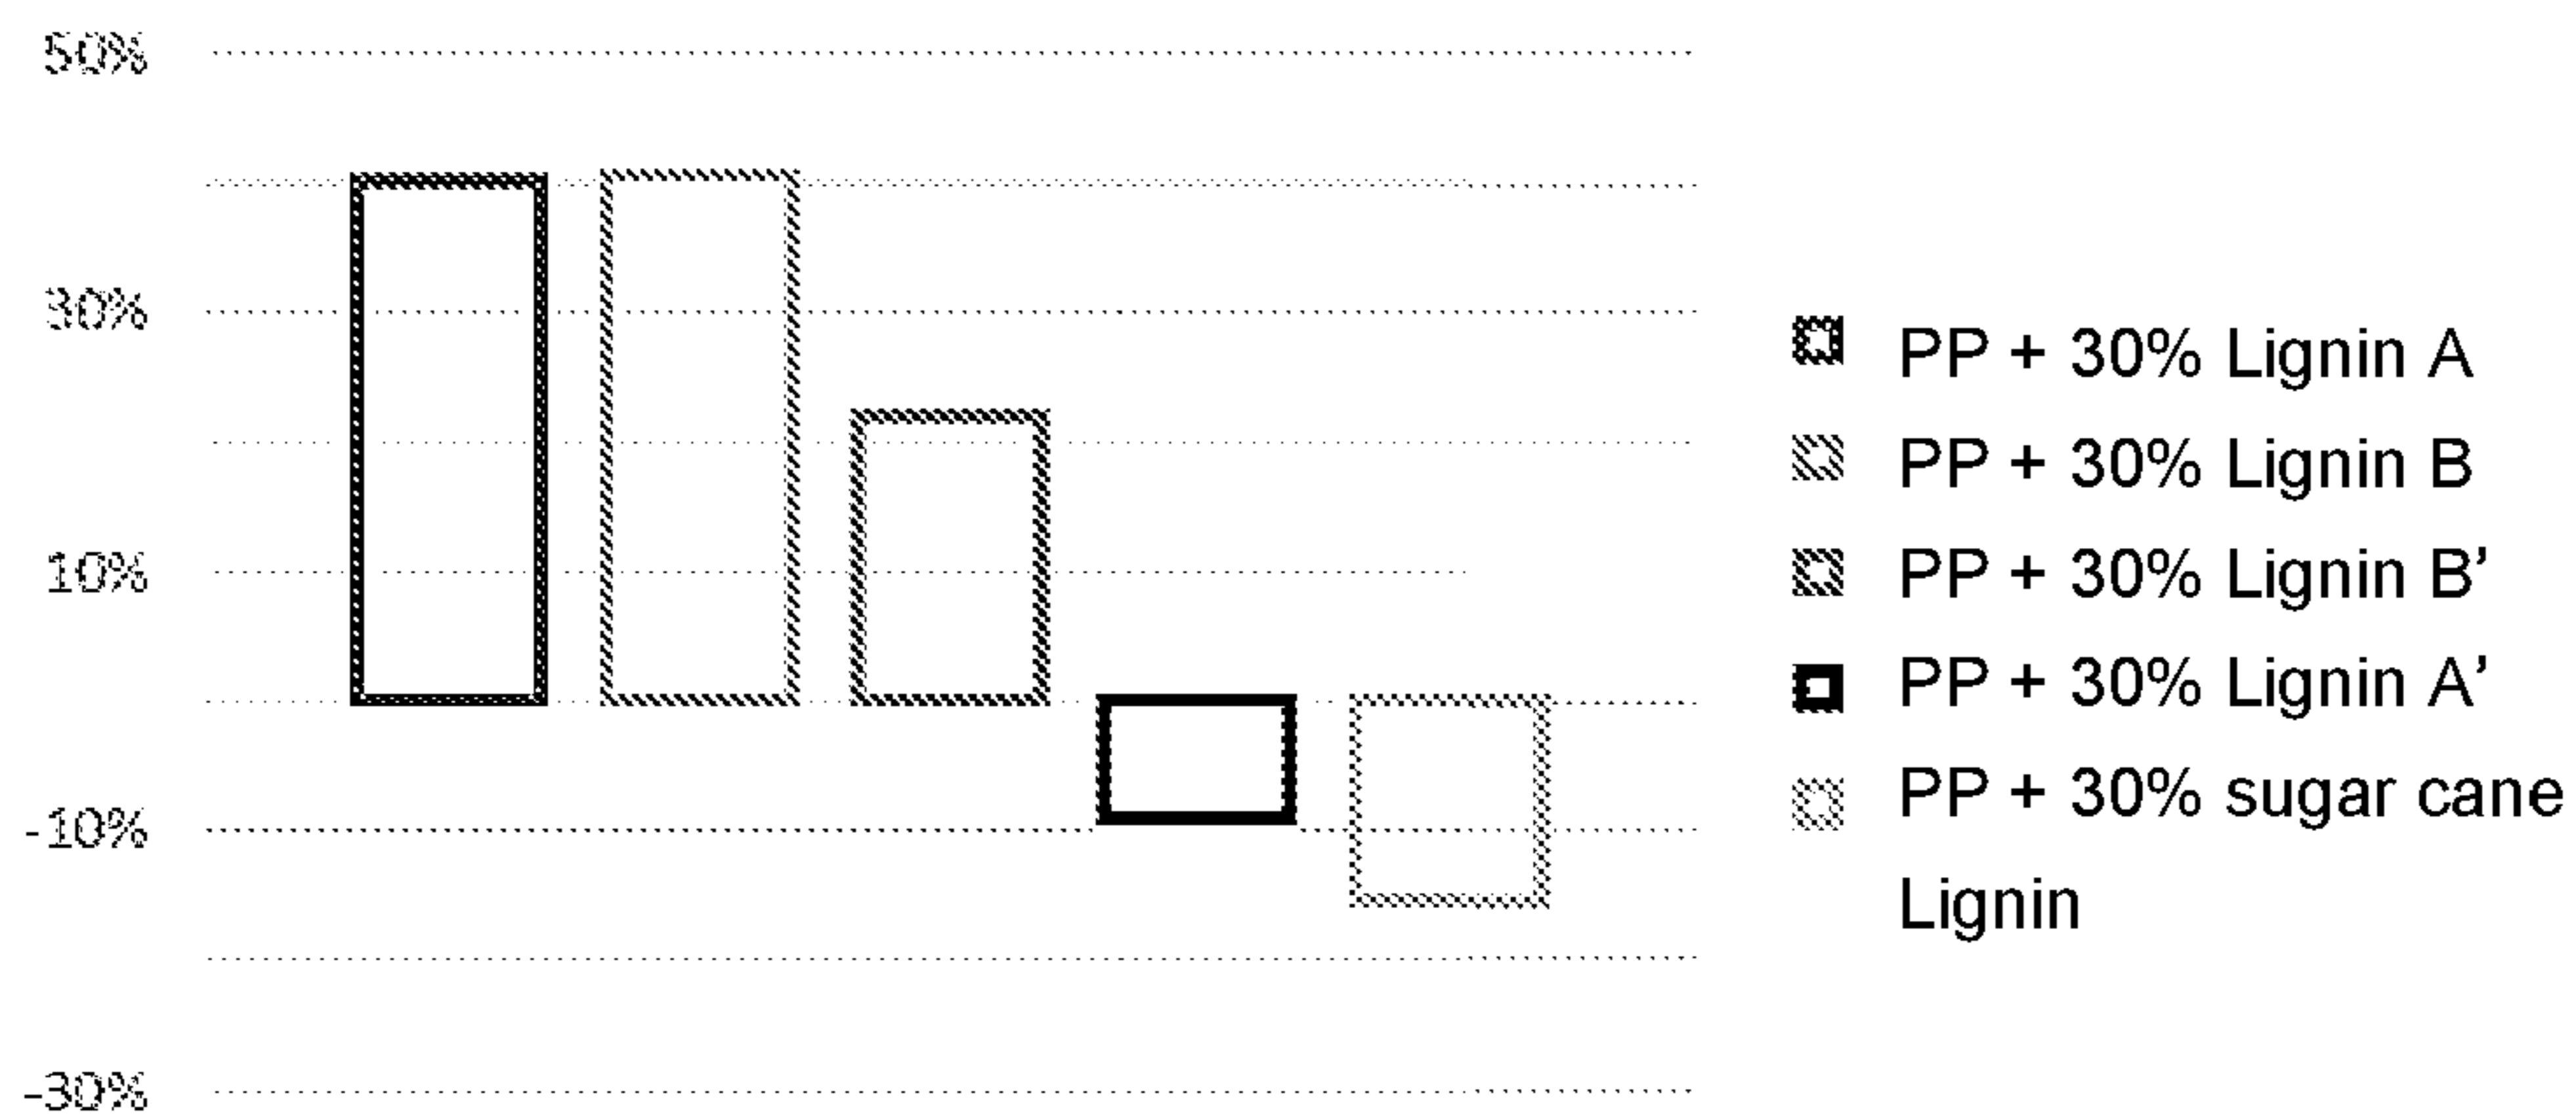 50%
30%
10%
-10%
-30%
PP + 30% Lignin A
PP + 30% Lignin B
PP + 30% Lignin B’
PP + 30% Lignin A’
PP + 30% sugar cane
Lignin